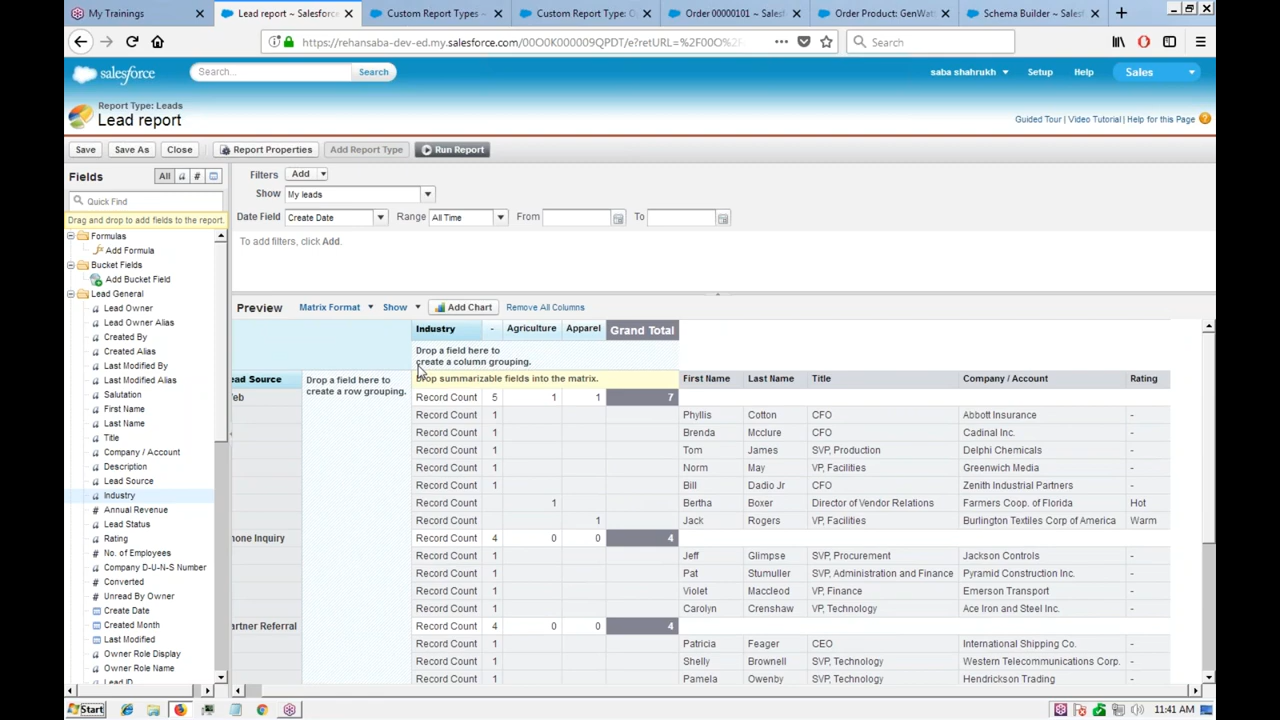 My Trainings
Lead report ~ Salesforce
Custom Report Types ~
Custom Report Type:
Order 00000101 ~ Sales
Order Product: GenWatt
Schema Builder ~ Salesf
https://rehansaba-dev-ed.my.salesforce.com/00O0K000009QPDT/e?retURL=%2F00O%2F
Search
salesforce
Search...
Search
saba shahrukh
Setup
Help
Sales
Report Type: Leads
Lead report
Guided Tour | Video Tutorial | Help for this Page
Save
Save As
Close
Report Properties
Add Report Type
Run Report
Fields
All
a
#
Quick Find
Drag and drop to add fields to the report.
Formulas
fx Add Formula
Bucket Fields
Add Bucket Field
Lead General
a Lead Owner
a Lead Owner Alias
a Created By
a Created Alias
a Last Modified By
a Last Modified Alias
a Salutation
a First Name
a Last Name
a Title
a Company / Account
a Description
a Lead Source
a Industry
# Annual Revenue
a Lead Status
a Rating
# No. of Employees
a Company D-U-N-S Number
# Converted
# Unread By Owner
Create Date
Created Month
Last Modified
a Owner Role Display
a Owner Role Name
a Lead ID
Filters
Add
Show
My leads
Date Field
Create Date
Range
All Time
From
To
To add filters, click Add.
Preview
Matrix Format
Show
Add Chart
Remove All Columns
Industry - Agriculture Apparel Grand Total
Drop a field here to
create a column grouping.
ead Source
Drop a field here to
create a row grouping.
Drop summarizable fields into the matrix.
First Name Last Name Title Company / Account Rating
eb Record Count 5 1 1 7
Record Count 1 Phyllis Cotton CFO Abbott Insurance -
Record Count 1 Brenda Mcclure CFO Cadinal Inc. -
Record Count 1 Tom James SVP, Production Delphi Chemicals -
Record Count 1 Norm May VP, Facilities Greenwich Media -
Record Count 1 Bill Dadio Jr CFO Zenith Industrial Partners -
Record Count 1 Bertha Boxer Director of Vendor Relations Farmers Coop. of Florida Hot
Record Count 1 Jack Rogers VP, Facilities Burlington Textiles Corp of America Warm
hone Inquiry Record Count 4 0 0 4
Record Count 1 Jeff Glimpse SVP, Procurement Jackson Controls -
Record Count 1 Pat Stumuller SVP, Administration and Finance Pyramid Construction Inc. -
Record Count 1 Violet Maccleod VP, Finance Emerson Transport -
Record Count 1 Carolyn Crenshaw VP, Technology Ace Iron and Steel Inc. -
artner Referral Record Count 4 0 0 4
Record Count 1 Patricia Feager CEO International Shipping Co. -
Record Count 1 Shelly Brownell SVP, Technology Western Telecommunications Corp. -
Record Count 1 Pamela Owenby SVP, Technology Hendrickson Trading -
Start
11:41 AM